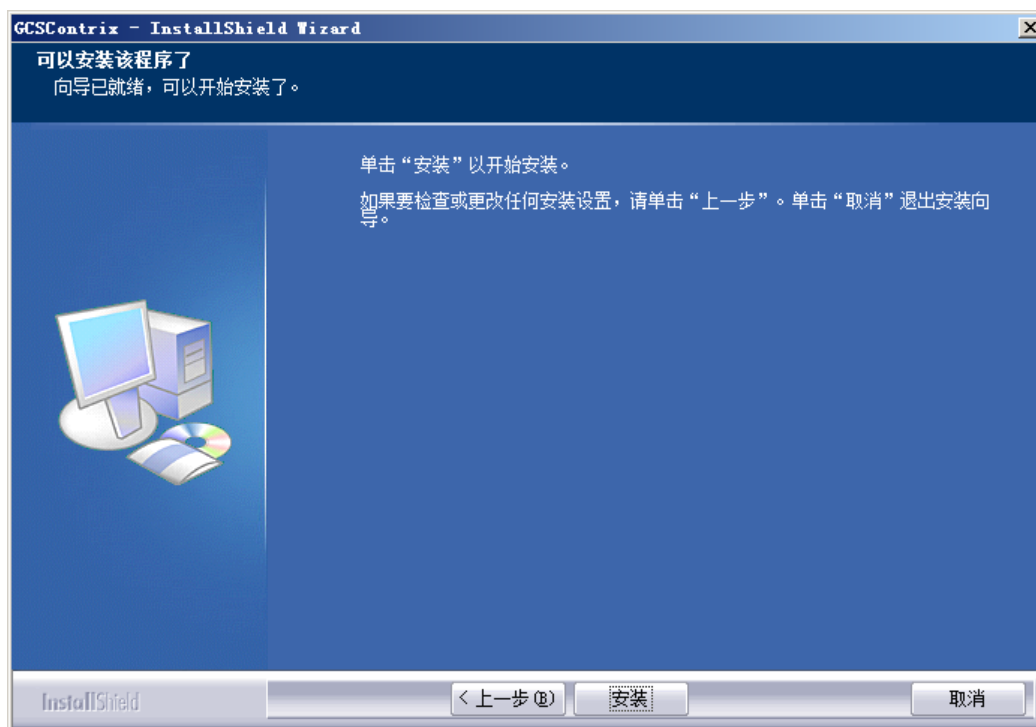 GCSContrix - InstallShield Wizard
可以安装该程序了
向导已就绪，可以开始安装了。
单击“安装”以开始安装。
如果要检查或更改任何安装设置，请单击“上一步”。单击“取消”退出安装向
导。
InstallShield
< 上一步(B)
安装
取消